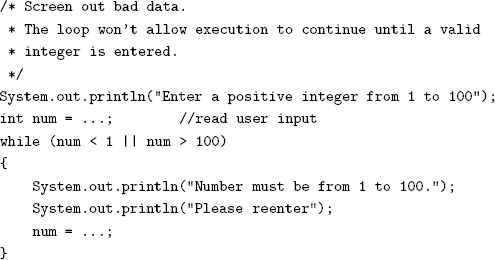 /* Screen out bad data.
 * The loop won't allow execution to continue until a valid
 * integer is entered.
 */
System.out.println("Enter a positive integer from 1 to 100");
int num = ...;        //read user input
while (num < 1 || num > 100)
{
    System.out.println("Number must be from 1 to 100.");
    System.out.println("Please reenter");
    num = ...;
}